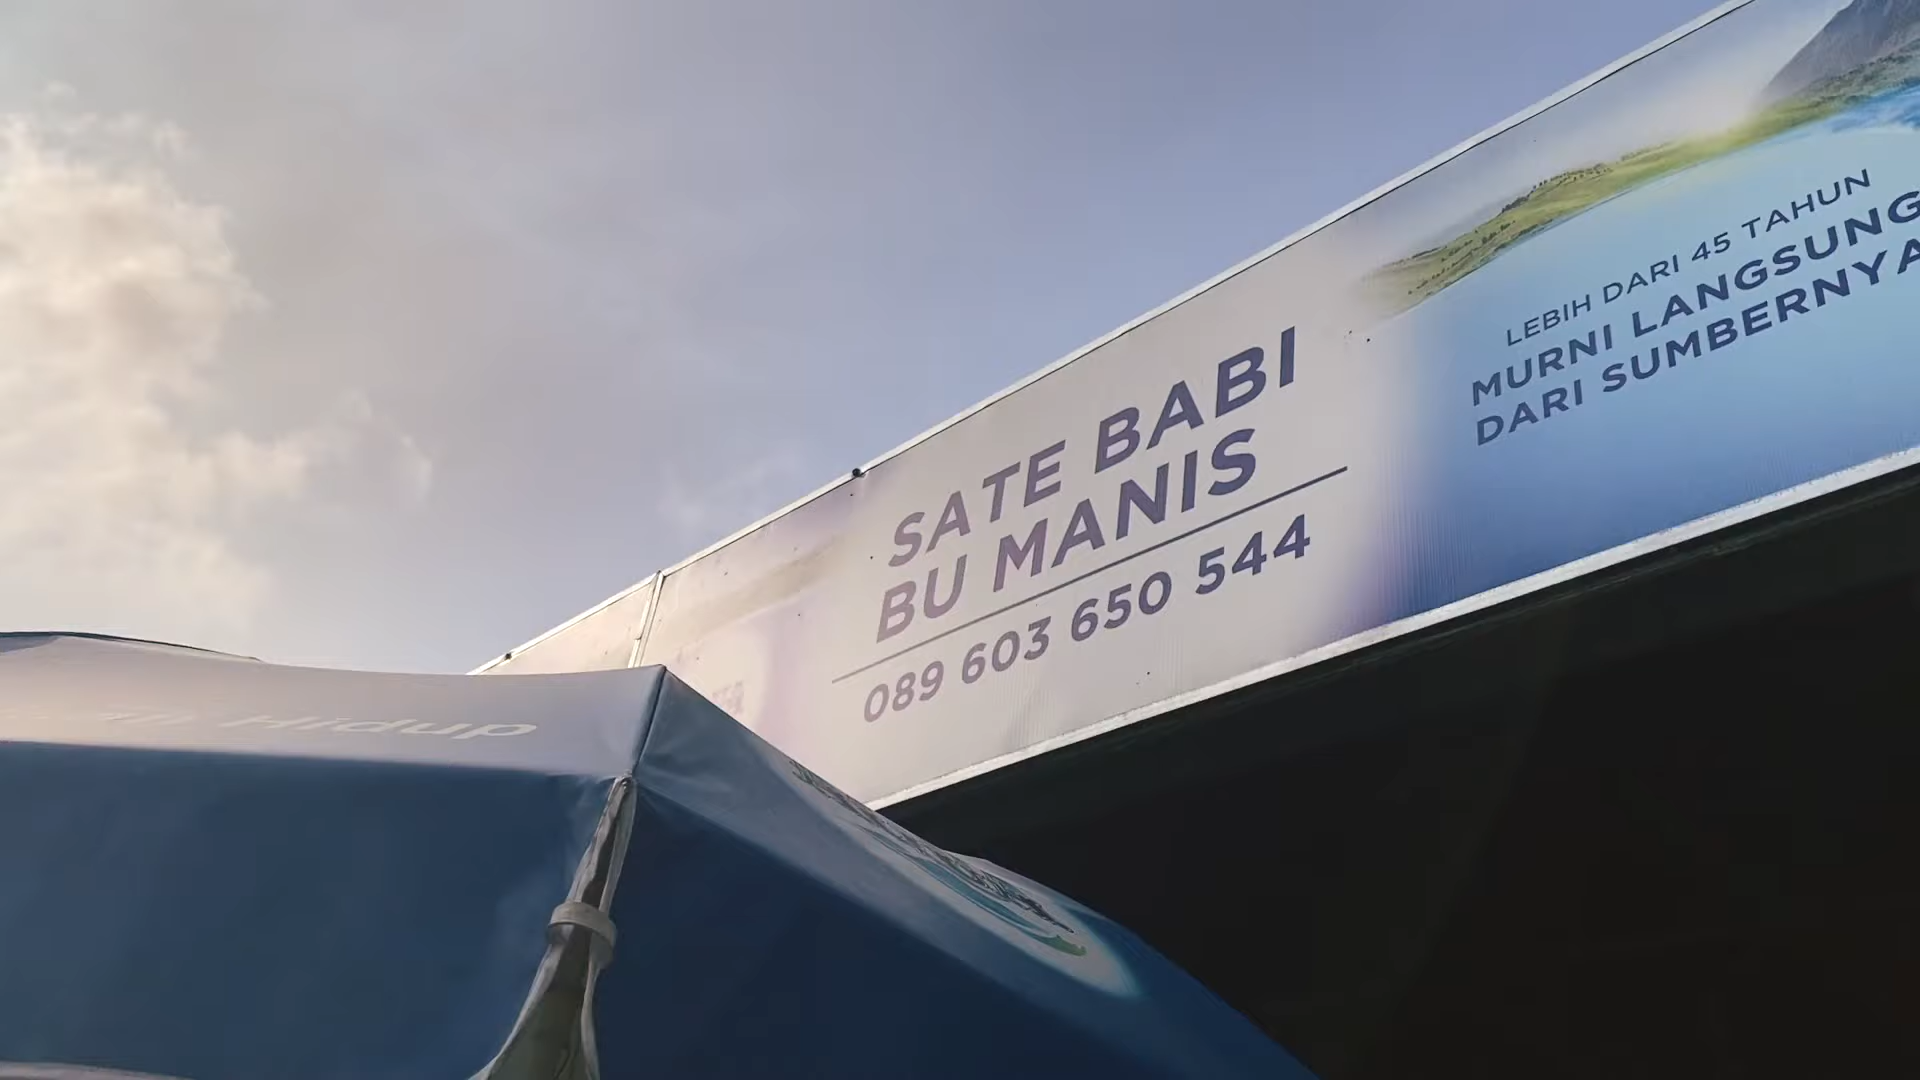 SATE BABI
BU MANIS
089 603 650 544
LEBIH DARI 45 TAHUN
MURNI LANGSUNG
DARI SUMBERNYA
Hidup